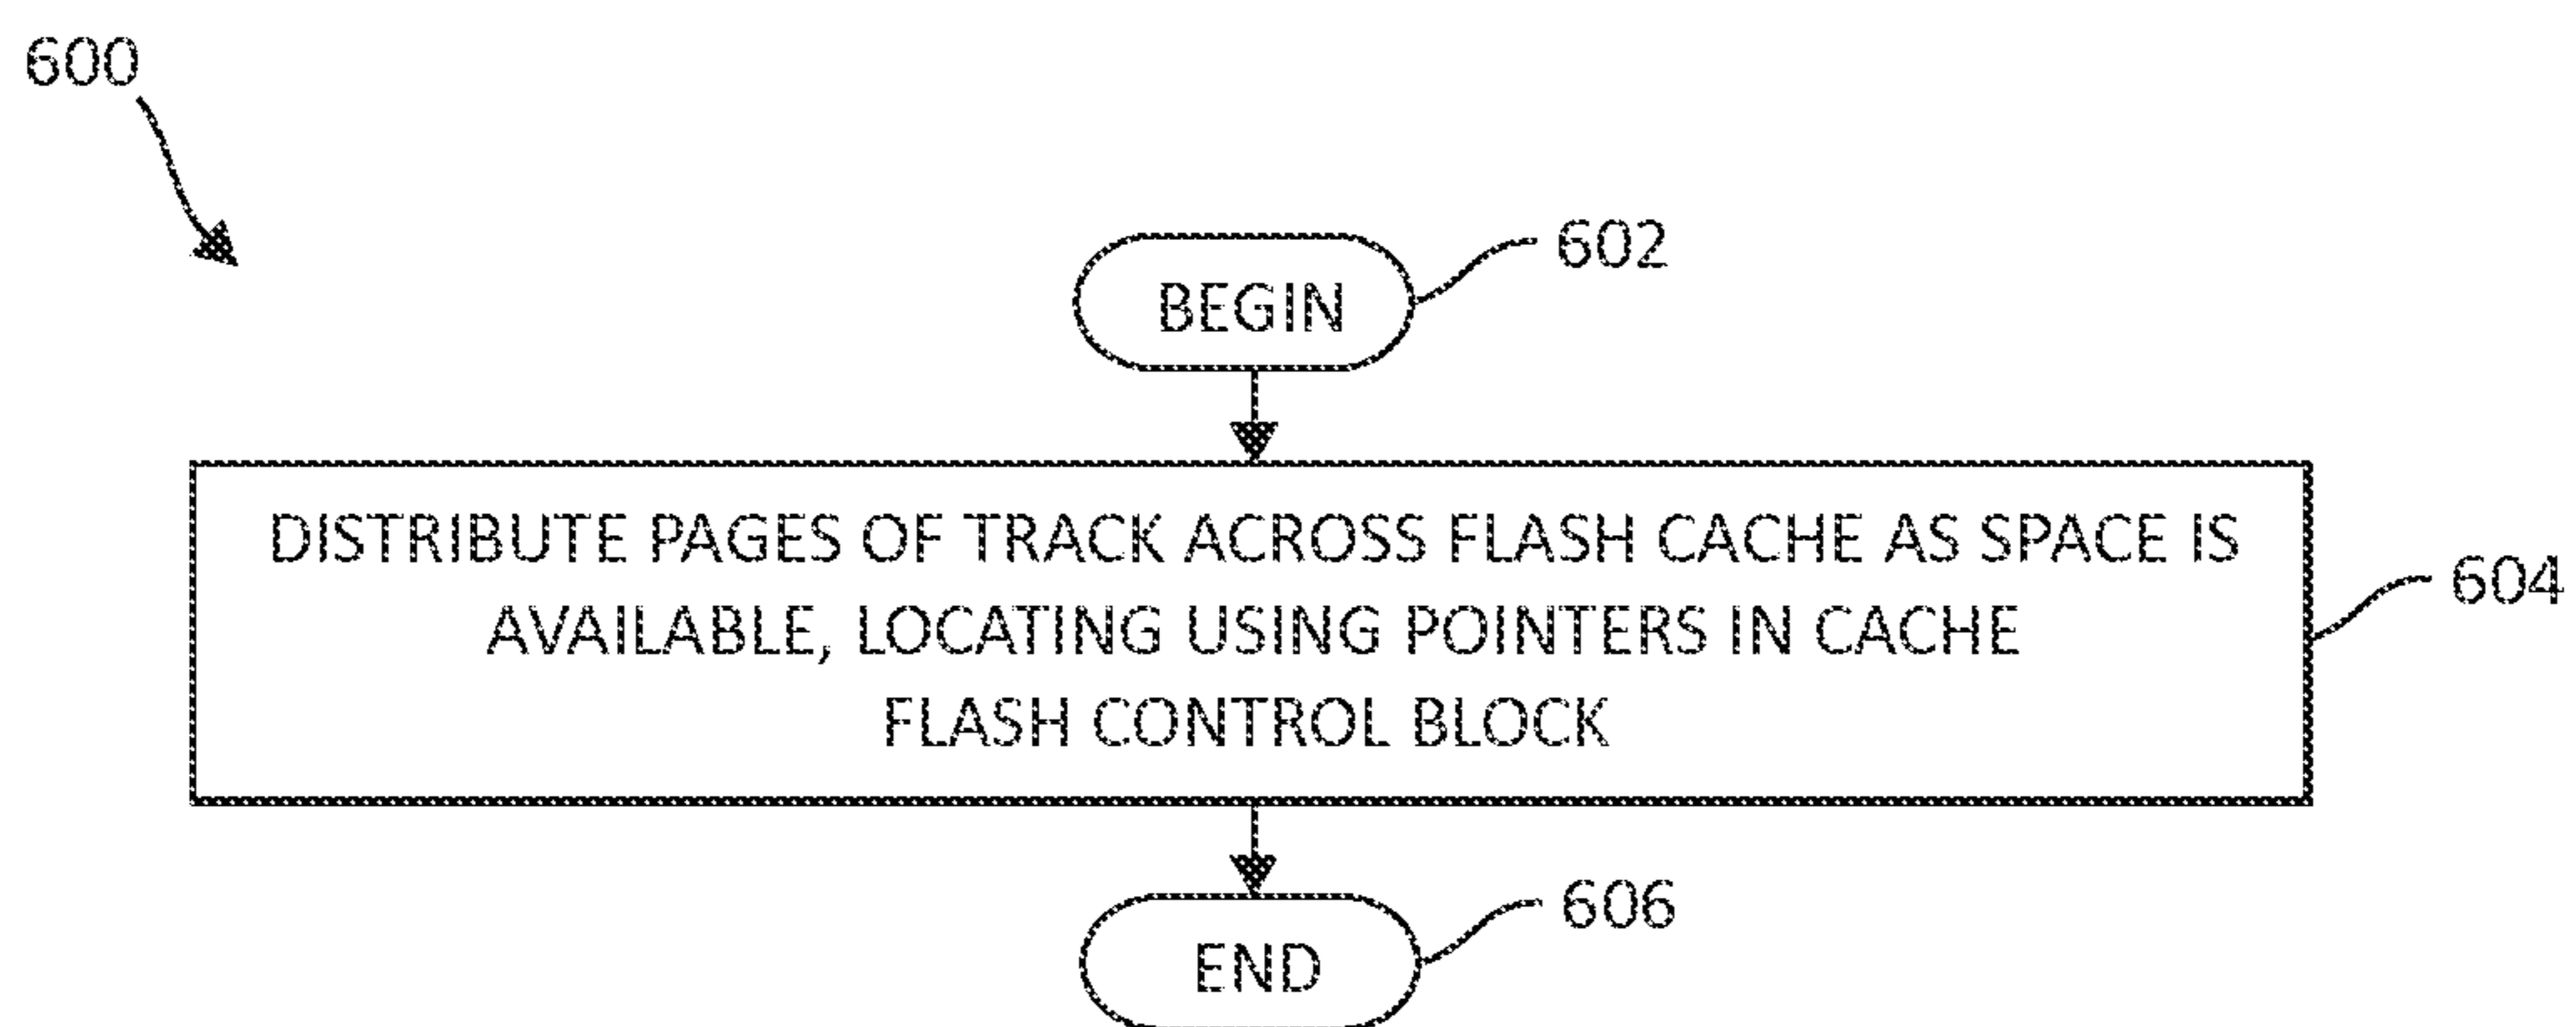 600
602
BEGIN
DISTRIBUTE PAGES OF TRACK ACROSS FLASH CACHE AS SPACE IS
AVAILABLE, LOCATING USING POINTERS IN CACHE
FLASH CONTROL BLOCK
604
606
END